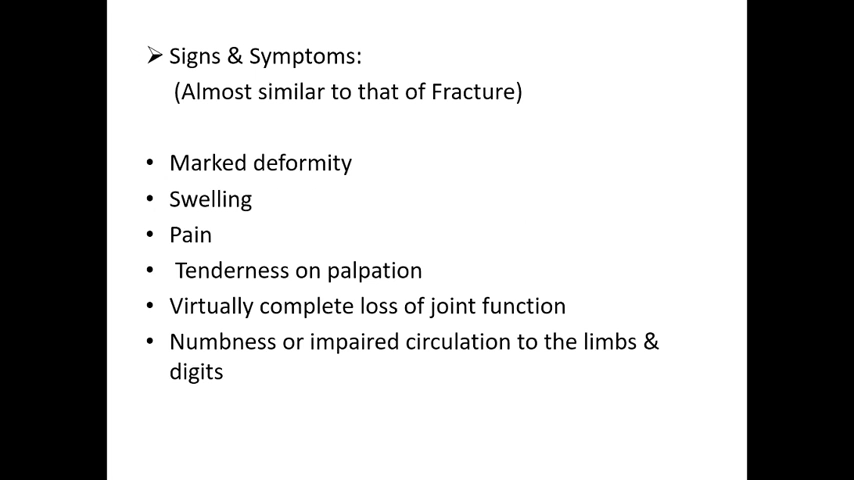 ➢ Signs & Symptoms:
(Almost similar to that of Fracture)
• Marked deformity
• Swelling
• Pain
• Tenderness on palpation
• Virtually complete loss of joint function
• Numbness or impaired circulation to the limbs &
digits